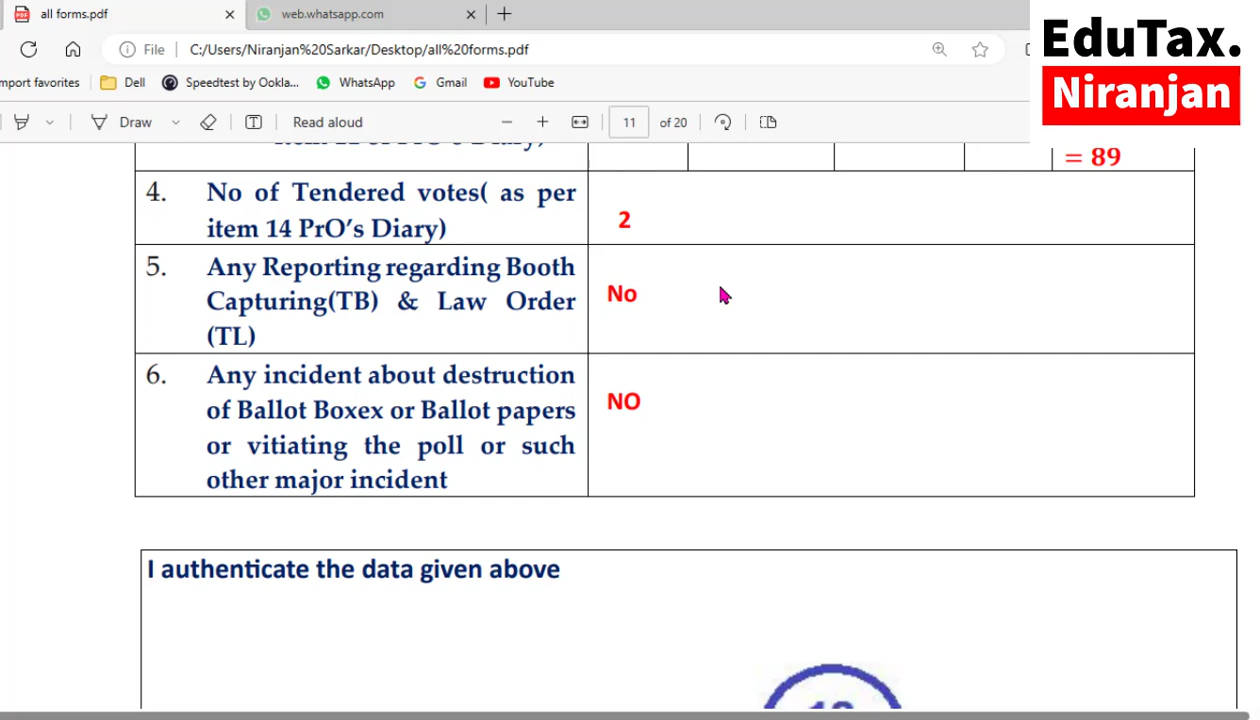 all forms.pdf
web.whatsapp.com
EduTax.
Niranjan
File
C:/Users/Niranjan%20Sarkar/Desktop/all%20forms.pdf
mport favorites
Dell
Speedtest by Ookla...
WhatsApp
Gmail
YouTube
Draw
Read aloud
11
of 20
= 89
4. No of Tendered votes( as per
item 14 PrO's Diary)
2
5. Any Reporting regarding Booth
Capturing(TB) & Law Order
(TL)
No
6. Any incident about destruction
of Ballot Boxex or Ballot papers
or vitiating the poll or such
other major incident
NO
I authenticate the data given above